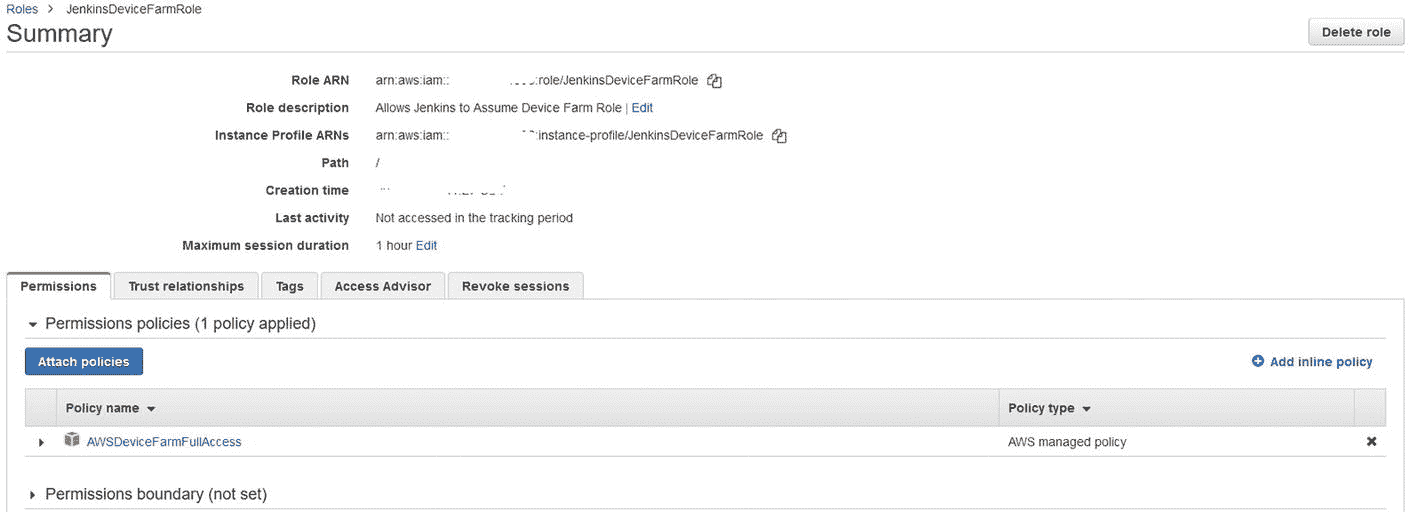 Roles > JenkinsDeviceFarmRole
Summary
Delete role
Role ARN arn:aws:iam:: :role/JenkinsDeviceFarmRole
Role description Allows Jenkins to Assume Device Farm Role | Edit
Instance Profile ARNs arn:aws:iam:: :instance-profile/JenkinsDeviceFarmRole
Path /
Creation time
Last activity Not accessed in the tracking period
Maximum session duration 1 hour Edit
Permissions Trust relationships Tags Access Advisor Revoke sessions
Permissions policies (1 policy applied)
Attach policies Add inline policy
Policy name Policy type
AWSDeviceFarmFullAccess AWS managed policy
Permissions boundary (not set)